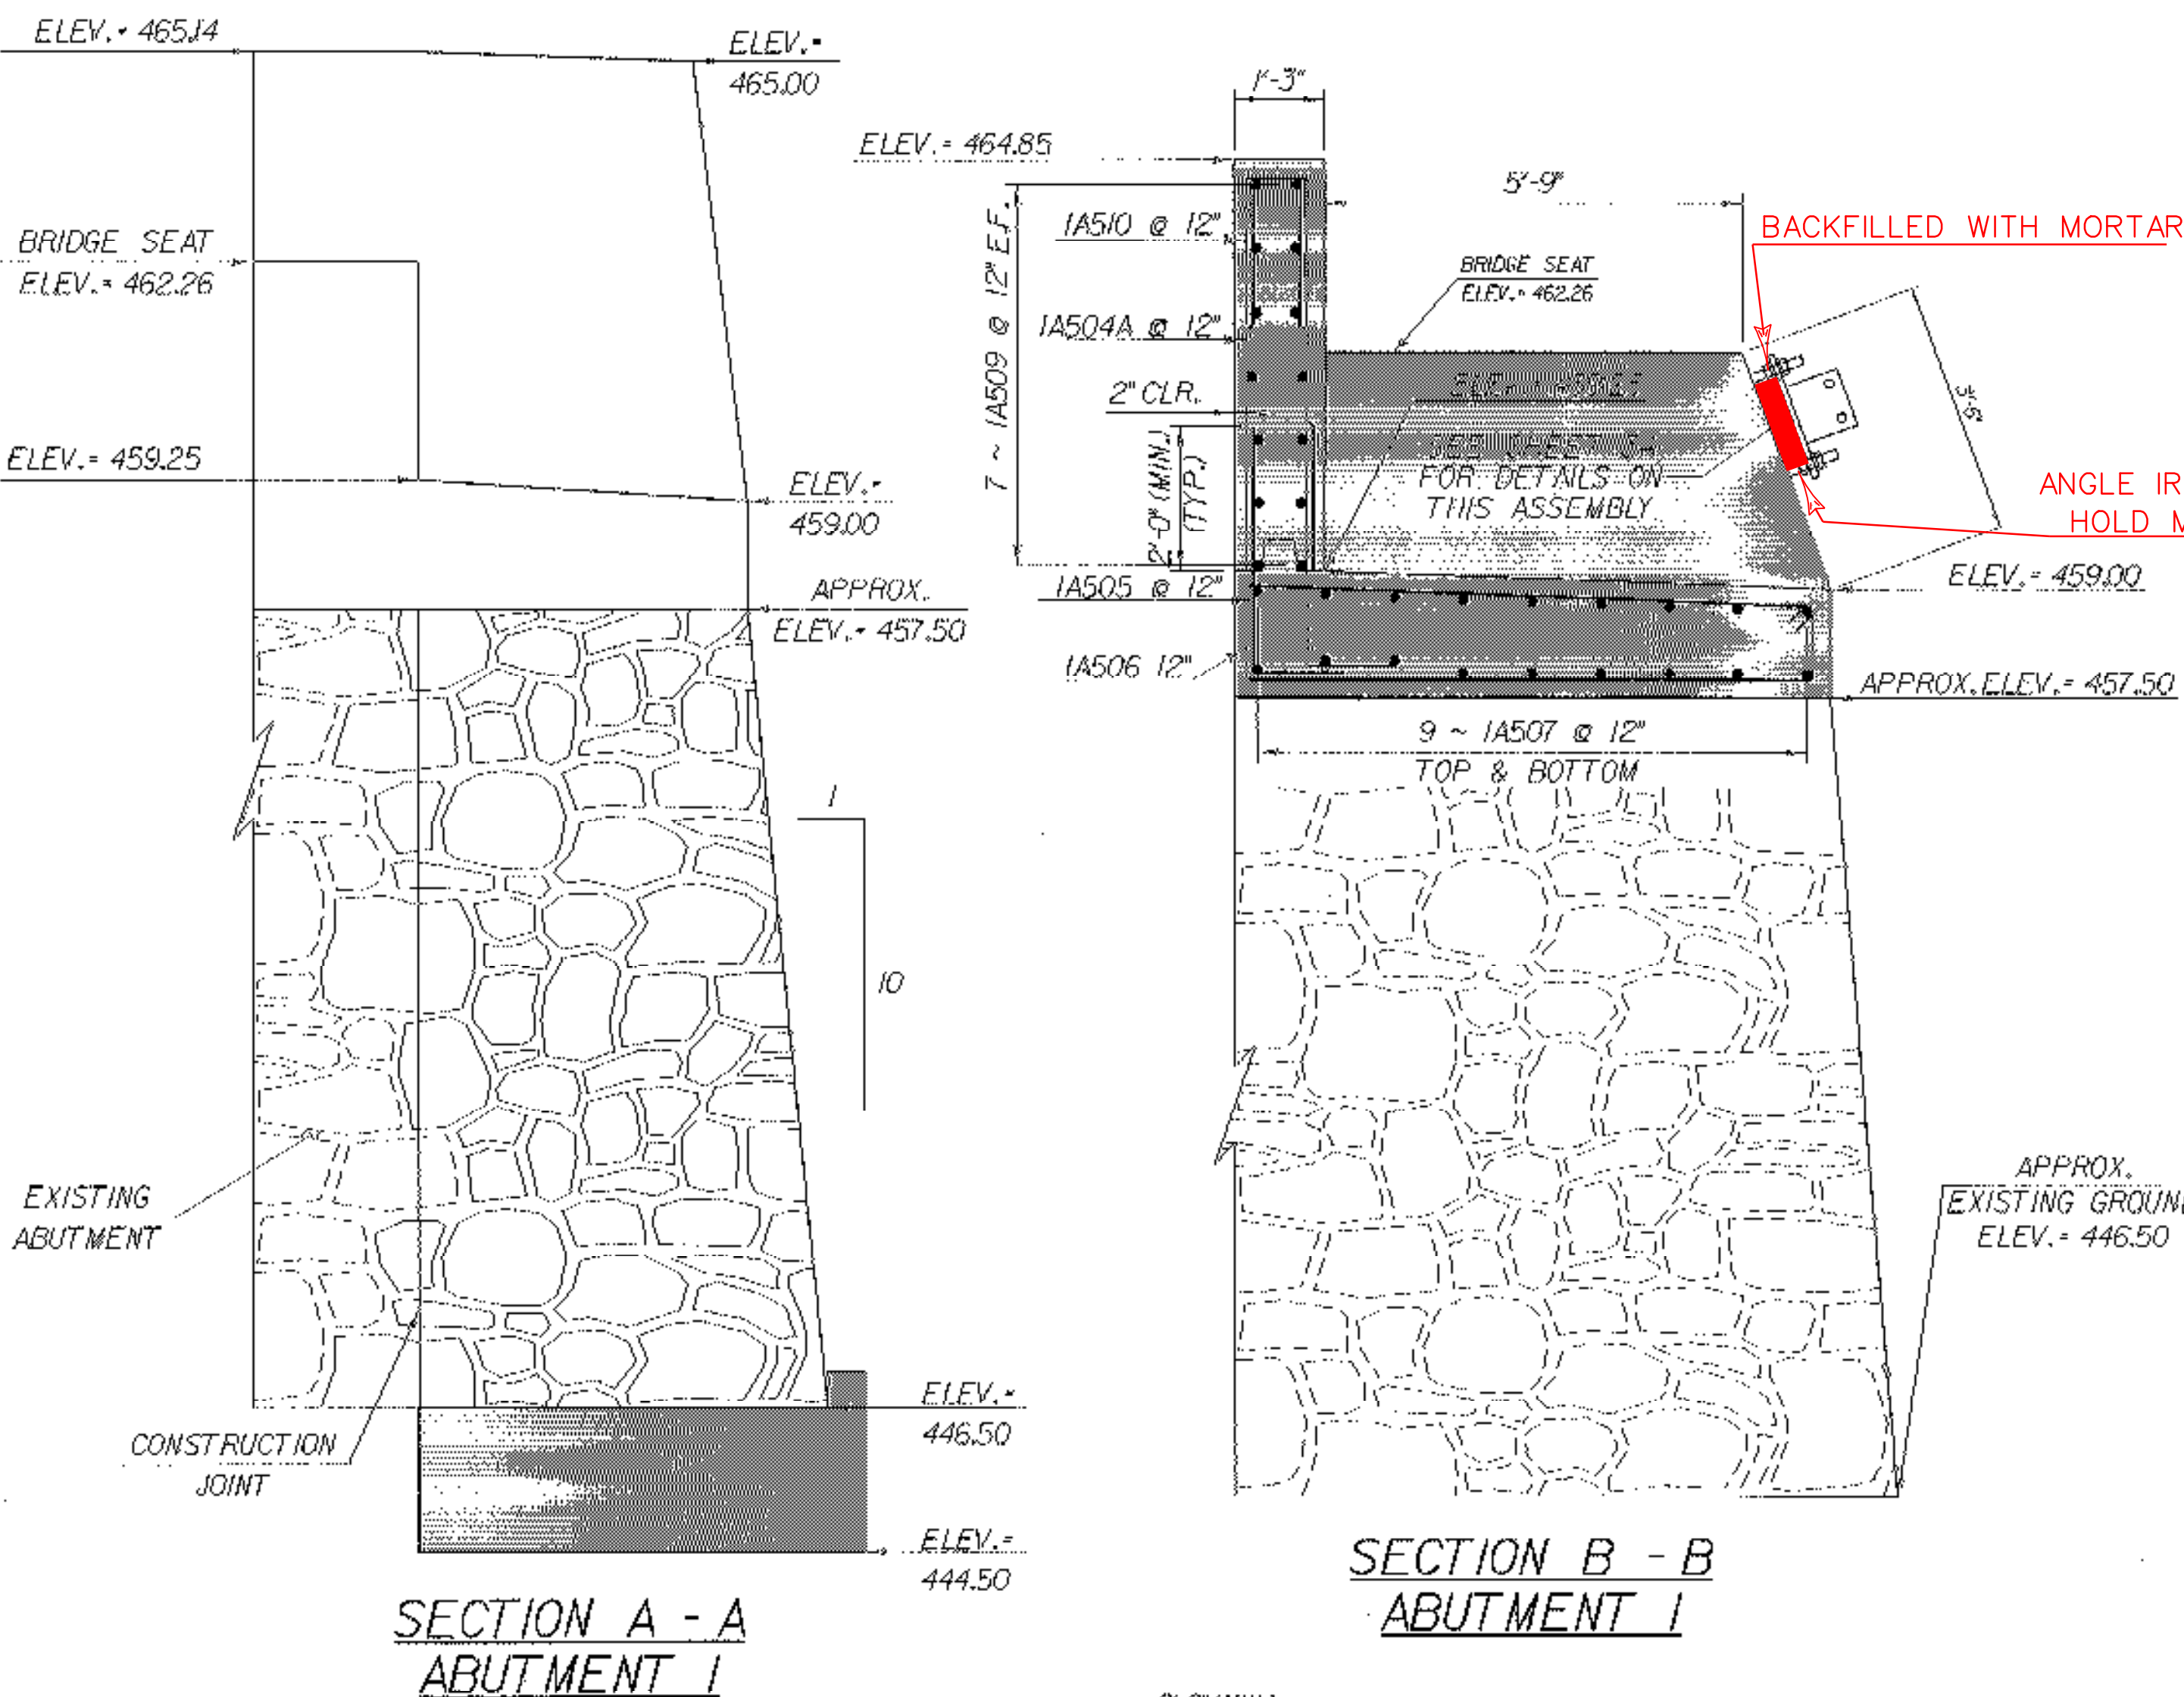 ELEV.= 465.14
ELEV.=
465.00
BRIDGE SEAT
ELEV.= 462.26
ELEV.= 459.25
ELEV.=
459.00
APPROX.
ELEV.= 457.50
1
10
EXISTING
ABUTMENT
CONSTRUCTION
JOINT
ELEV.=
446.50
ELEV.=
444.50
SECTION A - A
ABUTMENT 1
1'-3"
ELEV.= 464.85
5'-9"
1A510 @ 12"
7 ~ 1A509 @ 12" E.F.
BRIDGE SEAT
ELEV.= 462.26
BACKFILLED WITH MORTAR
1A504A @ 12"
2" CLR.
2'-0" (MIN.)
(TYP.)
SEE SHEET
FOR DETAILS ON
THIS ASSEMBLY
ANGLE IR
HOLD M
1A505 @ 12"
ELEV.= 459.00
1A506 12"
APPROX. ELEV.= 457.50
9 ~ 1A507 @ 12"
TOP & BOTTOM
APPROX.
EXISTING GROUN
ELEV.= 446.50
SECTION B - B
ABUTMENT 1